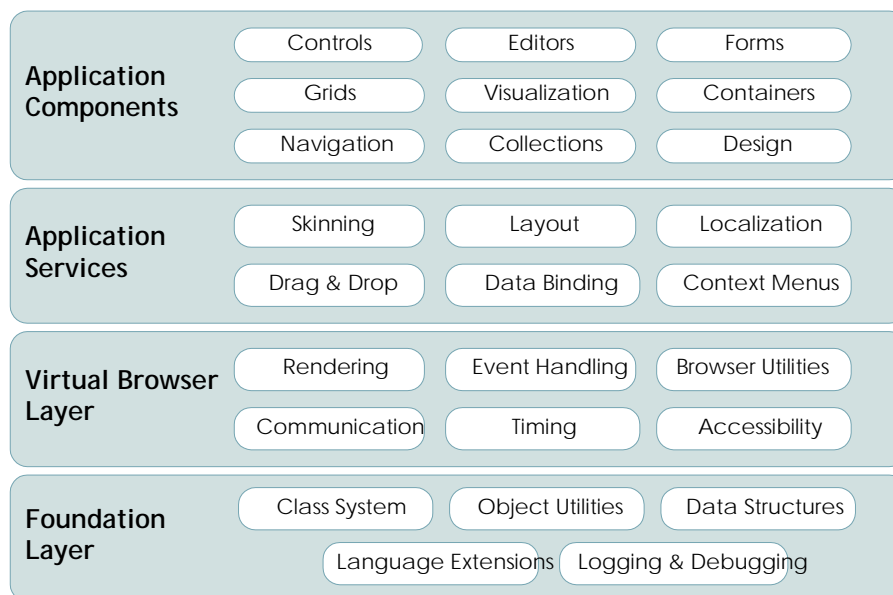 Application
Components
Controls
Editors
Forms
Grids
Visualization
Containers
Navigation
Collections
Design
Application
Services
Skinning
Layout
Localization
Drag & Drop
Data Binding
Context Menus
Virtual Browser
Layer
Rendering
Event Handling
Browser Utilities
Communication
Timing
Accessibility
Foundation
Layer
Class System
Object Utilities
Data Structures
Language Extensions
Logging & Debugging